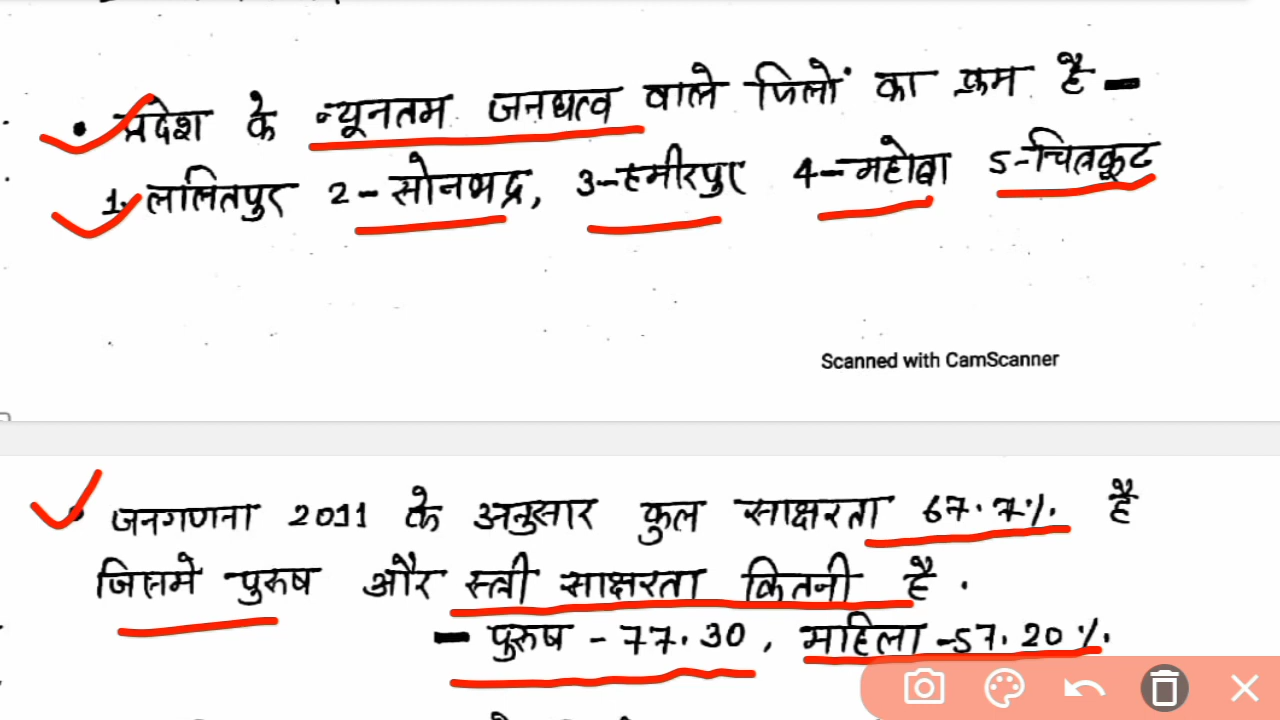 • प्रदेश के न्यूनतम जनघत्व वाले जिलों का क्रम है -
1. ललितपुर 2 - सोनभद्र, 3 - हमीरपुर 4 - महोबा 5 - चित्रकूट
Scanned with CamScanner
• जनगणना 2011 के अनुसार कुल साक्षरता 67.7% है
जिसमे पुरुष और स्त्री साक्षरता कितनी है .
- पुरुष - 77.30, महिला - 57.20%.